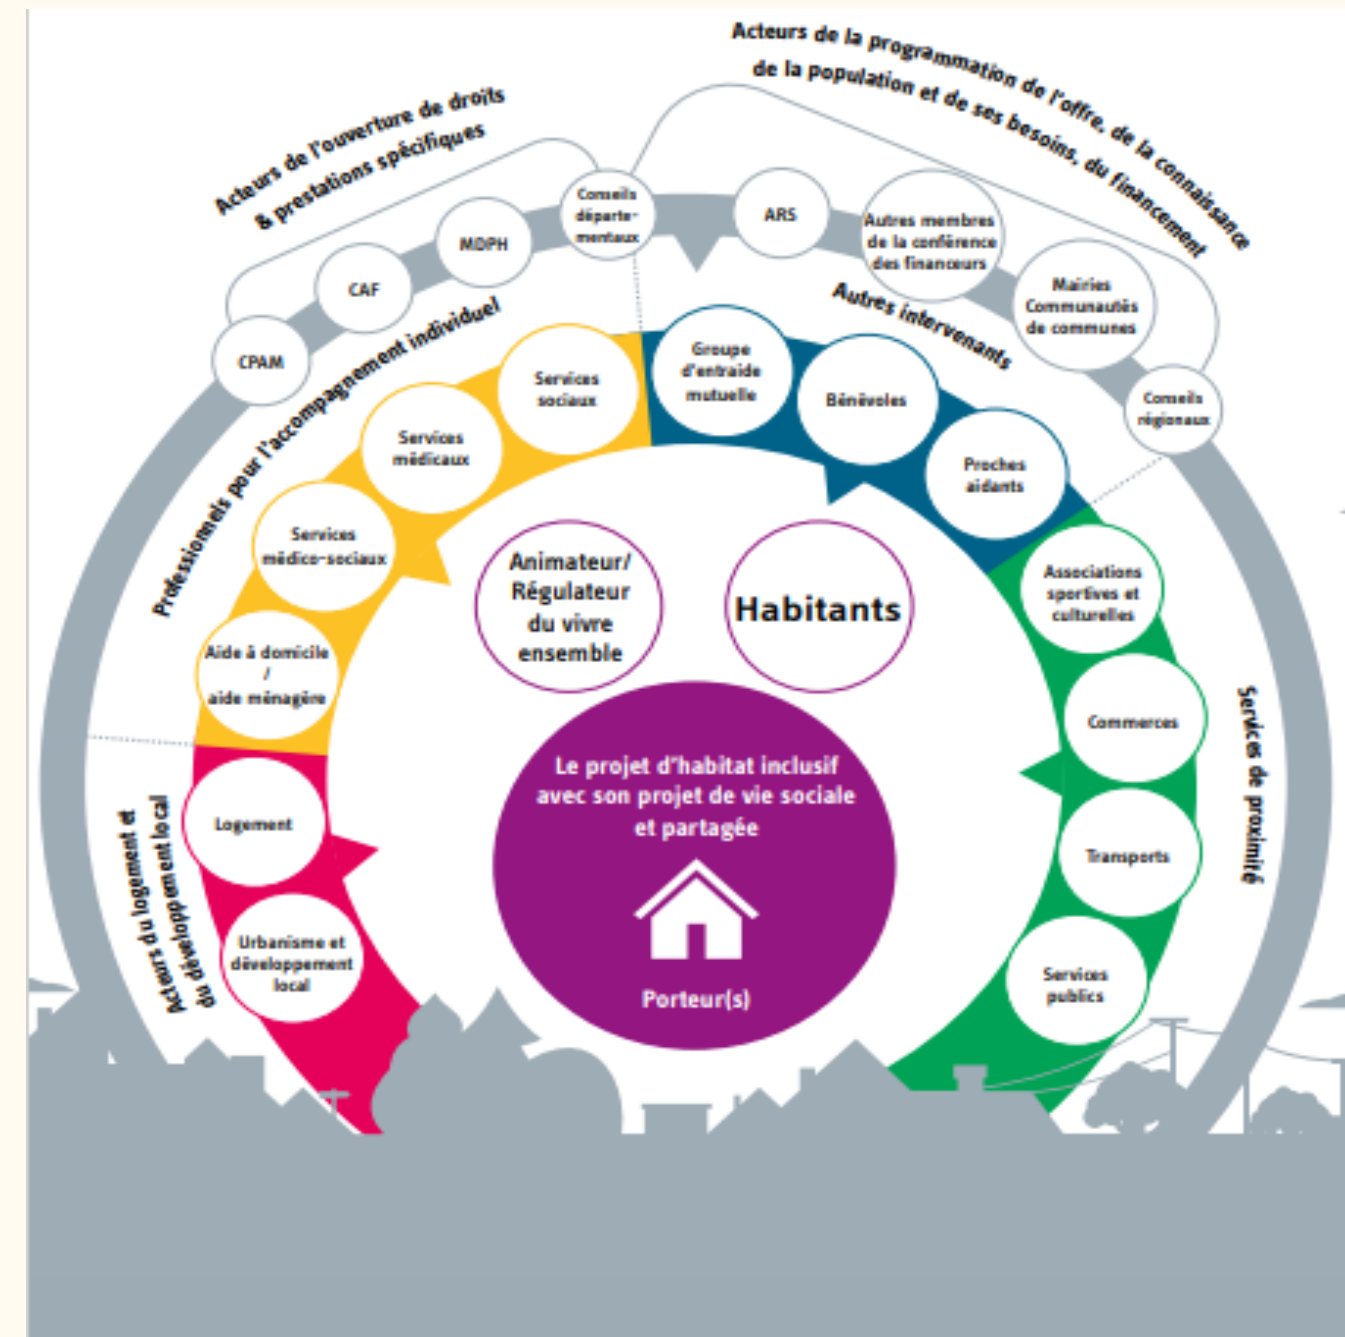 Acteurs de la programmation de l'offre, de la connaissance
de la population et de ses besoins, du financement
Acteurs de l'ouverture de droits
& prestations spécifiques
Conseils
départe-
mentaux
ARS
Autres membres
de la conférence
des financeurs
MDPH
CAF
CPAM
Mairies
Communautés
de communes
Conseils
régionaux
Professionnels pour l'accompagnement individuel
Autres intervenants
Services
sociaux
Services
médicaux
Services
médico-sociaux
Aide à domicile
/
aide ménagère
Groupe
d'entraide
mutuelle
Bénévoles
Proches
aidants
Associations
sportives et
culturelles
Commerces
Transports
Services
publics
Services de proximité
Animateur/
Régulateur
du vivre
ensemble
Habitants
Le projet d'habitat inclusif
avec son projet de vie sociale
et partagée
Porteur(s)
Acteurs du logement et
du développement local
Logement
Urbanisme et
développement
local